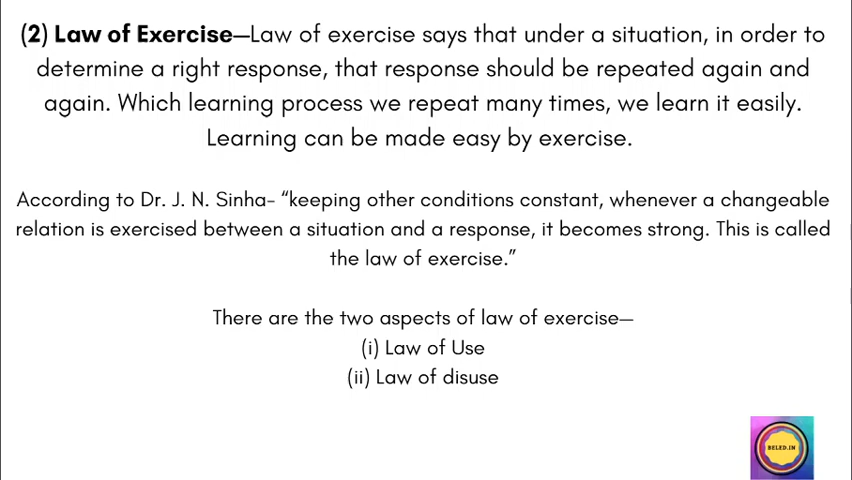 (2) Law of Exercise—Law of exercise says that under a situation, in order to
determine a right response, that response should be repeated again and
again. Which learning process we repeat many times, we learn it easily.
Learning can be made easy by exercise.
According to Dr. J. N. Sinha- “keeping other conditions constant, whenever a changeable
relation is exercised between a situation and a response, it becomes strong. This is called
the law of exercise.”
There are the two aspects of law of exercise—
(i) Law of Use
(ii) Law of disuse
BELED.IN